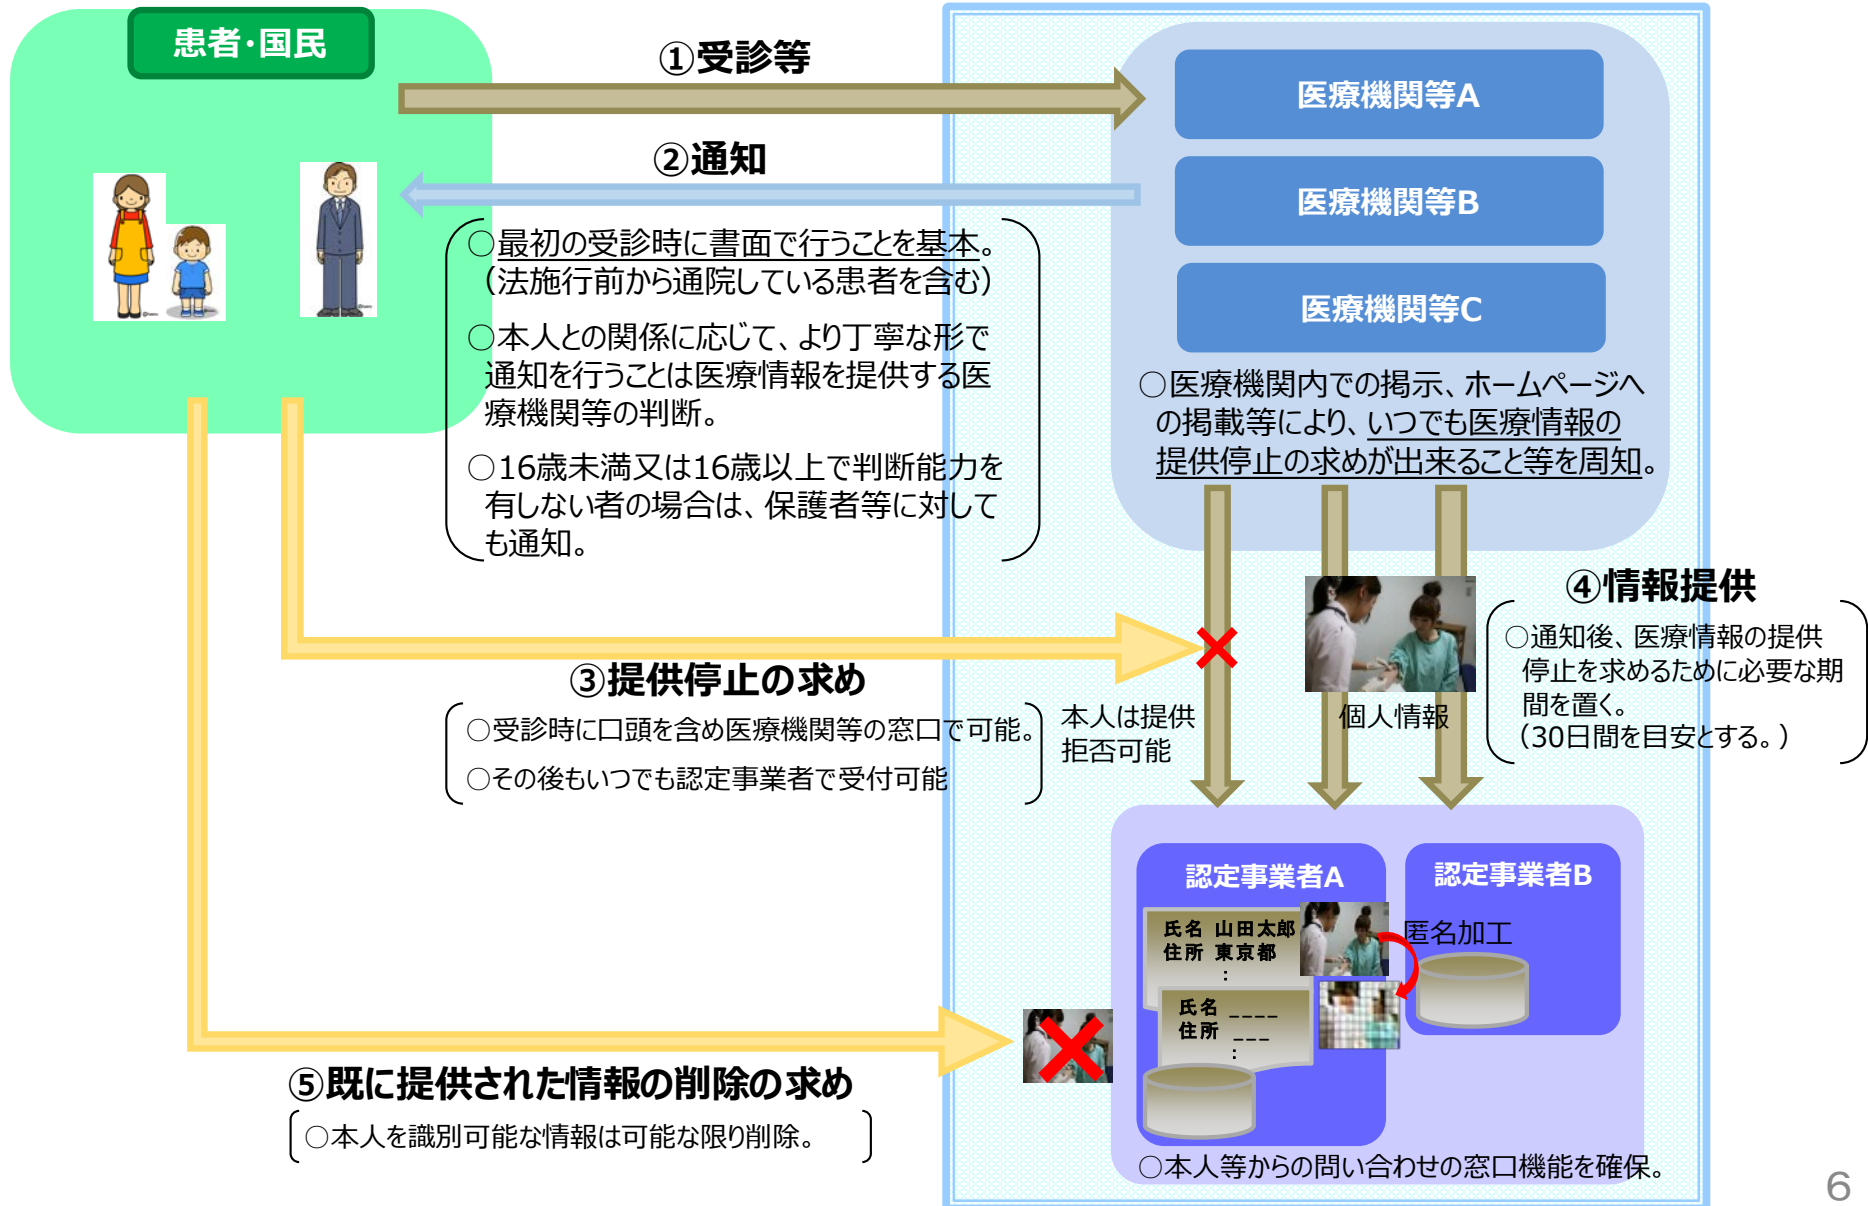 患者・国民
①受診等
②通知
○最初の受診時に書面で行うことを基本。
(法施行前から通院している患者を含む)
○本人との関係に応じて、より丁寧な形で
通知を行うことは医療情報を提供する医
療機関等の判断。
○16歳未満又は16歳以上で判断能力を
有しない者の場合は、保護者等に対して
も通知。
医療機関等A
医療機関等B
医療機関等C
○医療機関内での掲示、ホームページへ
の掲載等により、いつでも医療情報の
提供停止の求めが出来ること等を周知。
③提供停止の求め
○受診時に口頭を含め医療機関等の窓口で可能。
○その後もいつでも認定事業者で受付可能
本人は提供
拒否可能
個人情報
④情報提供
○通知後、医療情報の提供
停止を求めるために必要な期
間を置く。
(30日間を目安とする。)
認定事業者A
認定事業者B
氏名 山田太郎
住所 東京都
:
氏名 ____
住所 ___
:
匿名加工
⑤既に提供された情報の削除の求め
○本人を識別可能な情報は可能な限り削除。
○本人等からの問い合わせの窓口機能を確保。
6